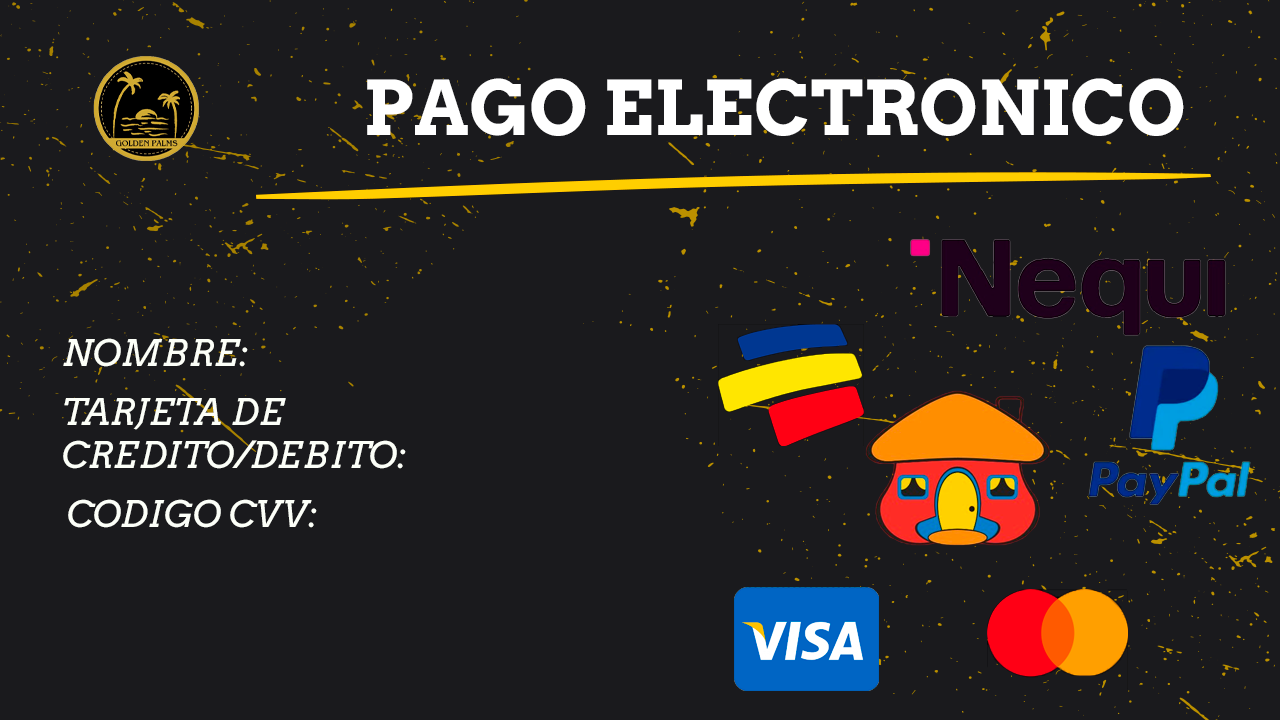 PAGO ELECTRONICO
GOLDEN PALMS
Nequi
NOMBRE:
TARJETA DE
CREDITO/DEBITO:
CODIGO CVV:
PayPal
VISA